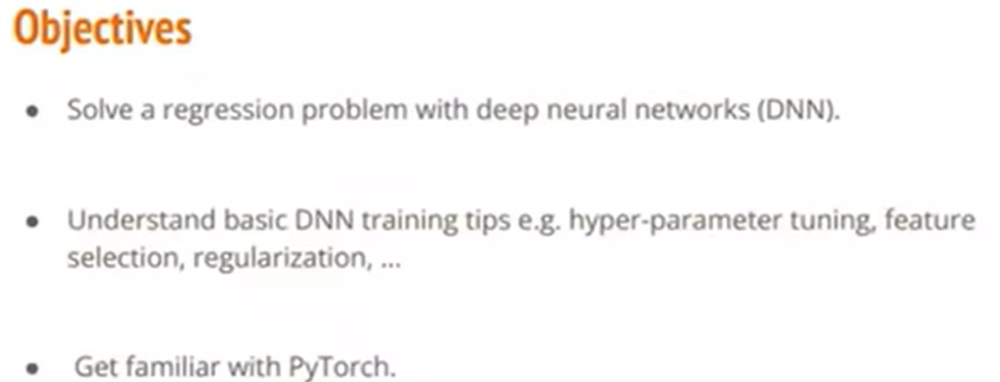 Objectives
• Solve a regression problem with deep neural networks (DNN).
• Understand basic DNN training tips e.g. hyper-parameter tuning, feature
selection, regularization, ...
• Get familiar with PyTorch.